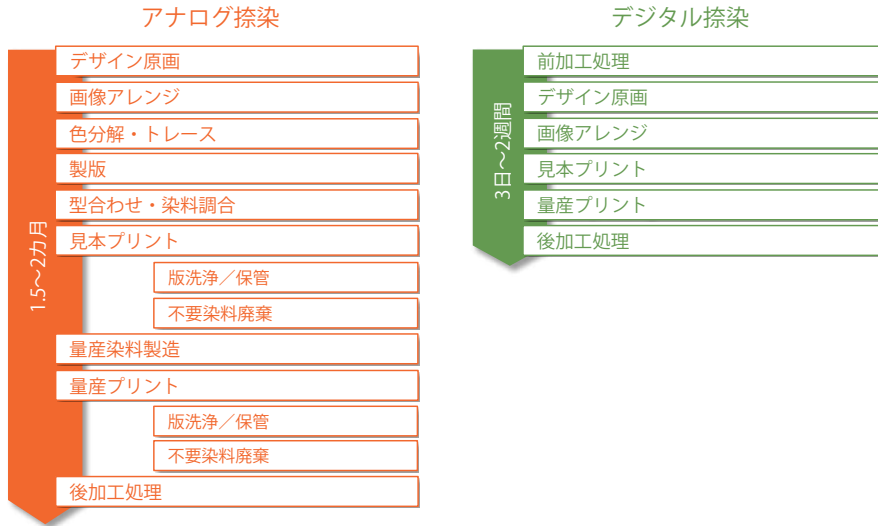 アナログ捺染
1.5～2カ月
デザイン原画
画像アレンジ
色分解・トレース
製版
型合わせ・染料調合
見本プリント
版洗浄／保管
不要染料廃棄
量産染料製造
量産プリント
版洗浄／保管
不要染料廃棄
後加工処理
デジタル捺染
3日～2週間
前加工処理
デザイン原画
画像アレンジ
見本プリント
量産プリント
後加工処理